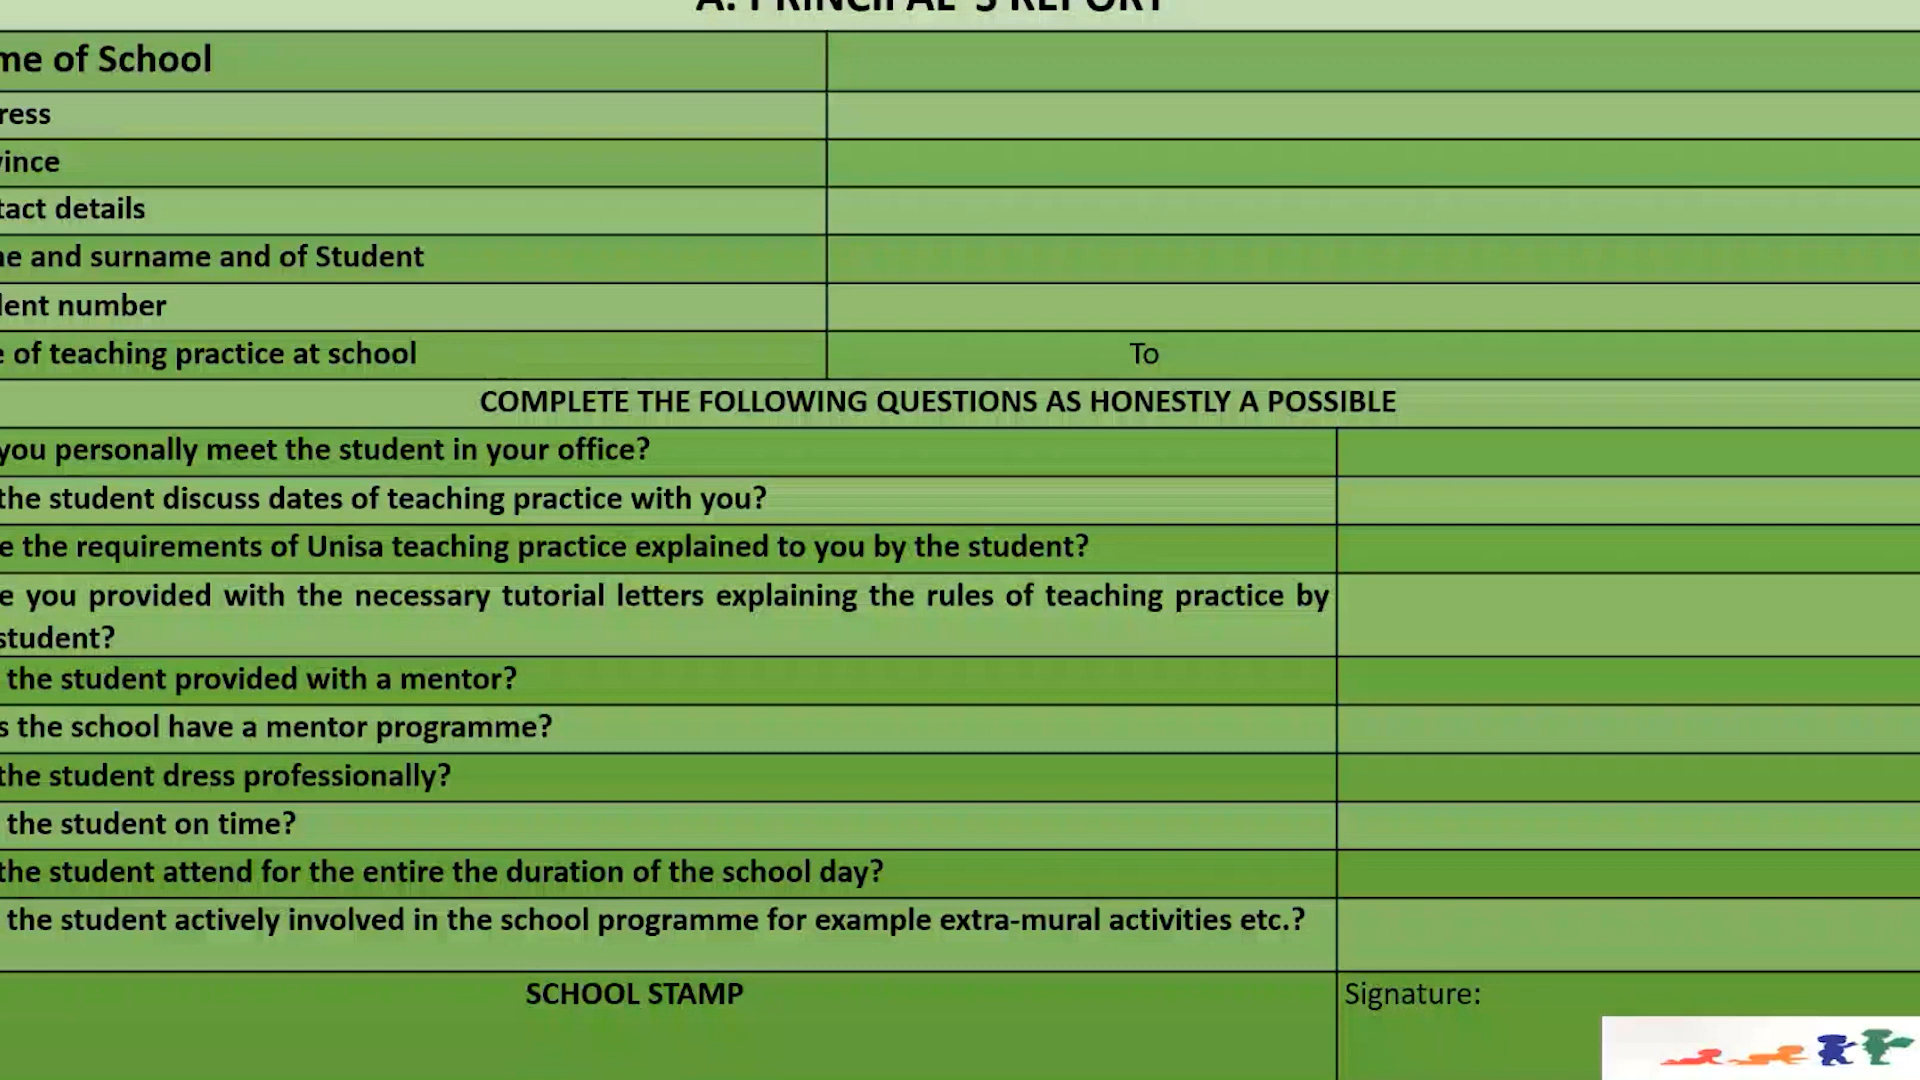 A. PRINCIPAL'S REPORT
me of School
ress
vince
tact details
ne and surname and of Student
lent number
e of teaching practice at school To
COMPLETE THE FOLLOWING QUESTIONS AS HONESTLY A POSSIBLE
you personally meet the student in your office?
the student discuss dates of teaching practice with you?
e the requirements of Unisa teaching practice explained to you by the student?
e you provided with the necessary tutorial letters explaining the rules of teaching practice by
student?
the student provided with a mentor?
s the school have a mentor programme?
the student dress professionally?
the student on time?
the student attend for the entire the duration of the school day?
the student actively involved in the school programme for example extra-mural activities etc.?
SCHOOL STAMP Signature: